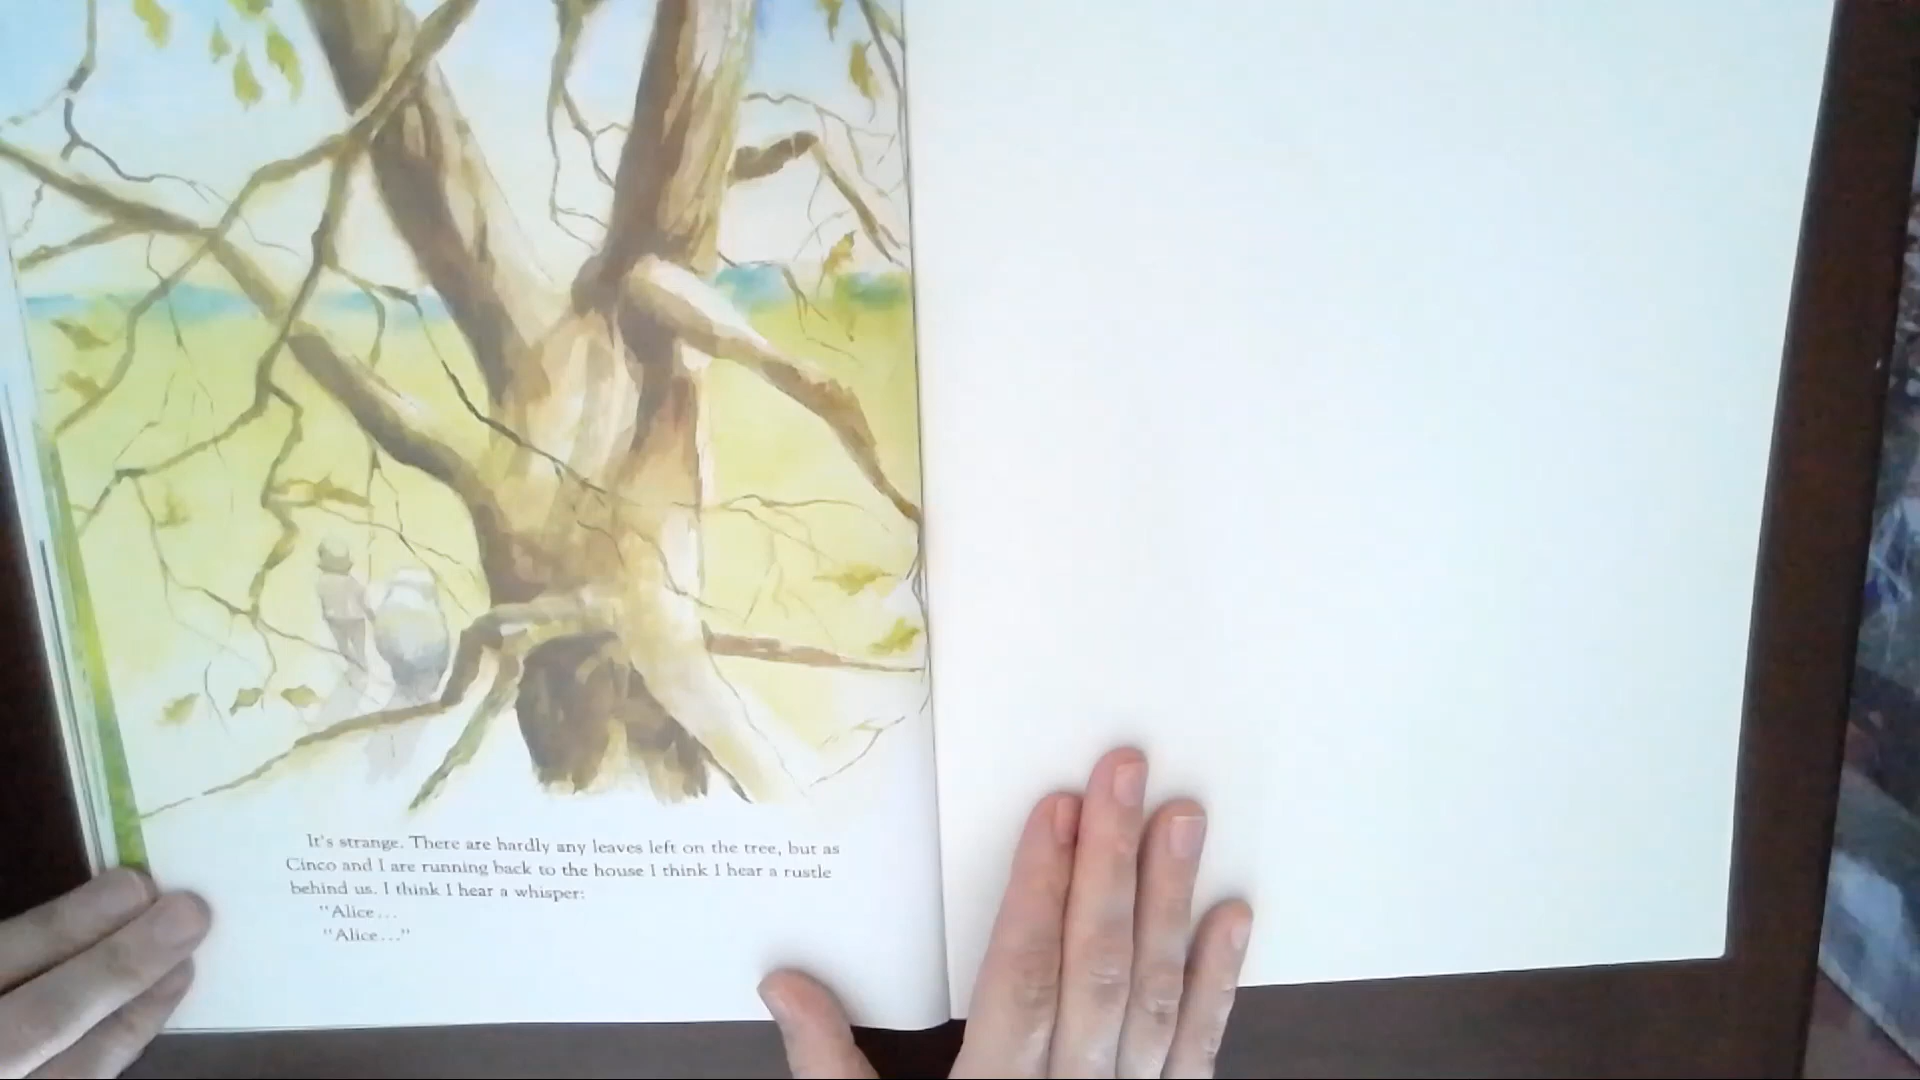 It's strange. There are hardly any leaves left on the tree, but as
Cinco and I are running back to the house I think I hear a rustle
behind us. I think I hear a whisper:
"Alice...
"Alice..."